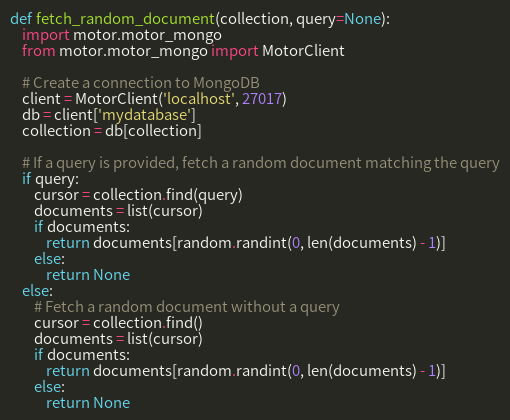 def fetch_random_document(collection, query=None):
    import motor.motor_mongo
    from motor.motor_mongo import MotorClient

    # Create a connection to MongoDB
    client = MotorClient('localhost', 27017)
    db = client['mydatabase']
    collection = db[collection]

    # If a query is provided, fetch a random document matching the query
    if query:
        cursor = collection.find(query)
        documents = list(cursor)
        if documents:
            return documents[random.randint(0, len(documents) - 1)]
        else:
            return None
    else:
        # Fetch a random document without a query
        cursor = collection.find()
        documents = list(cursor)
        if documents:
            return documents[random.randint(0, len(documents) - 1)]
        else:
            return None